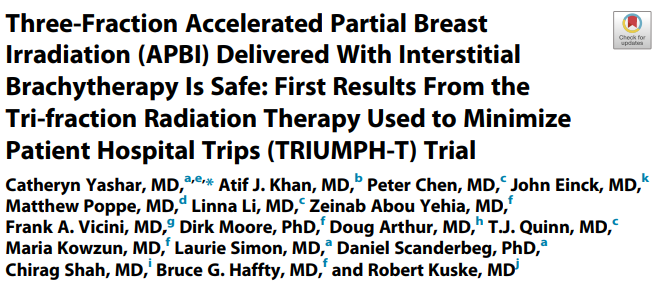 Three-Fraction Accelerated Partial Breast
Irradiation (APBI) Delivered With Interstitial
Brachytherapy Is Safe: First Results From the
Tri-fraction Radiation Therapy Used to Minimize
Patient Hospital Trips (TRIUMPH-T) Trial
Check for
updates
Catheryn Yashar, MD,a,e,* Atif J. Khan, MD,b Peter Chen, MD,c John Einck, MD,k
Matthew Poppe, MD,d Linna Li, MD,c Zeinab Abou Yehia, MD,f
Frank A. Vicini, MD,g Dirk Moore, PhD,f Doug Arthur, MD,h T.J. Quinn, MD,c
Maria Kowzun, MD,f Laurie Simon, MD,a Daniel Scanderbeg, PhD,a
Chirag Shah, MD,i Bruce G. Haffty, MD,f and Robert Kuske, MDj